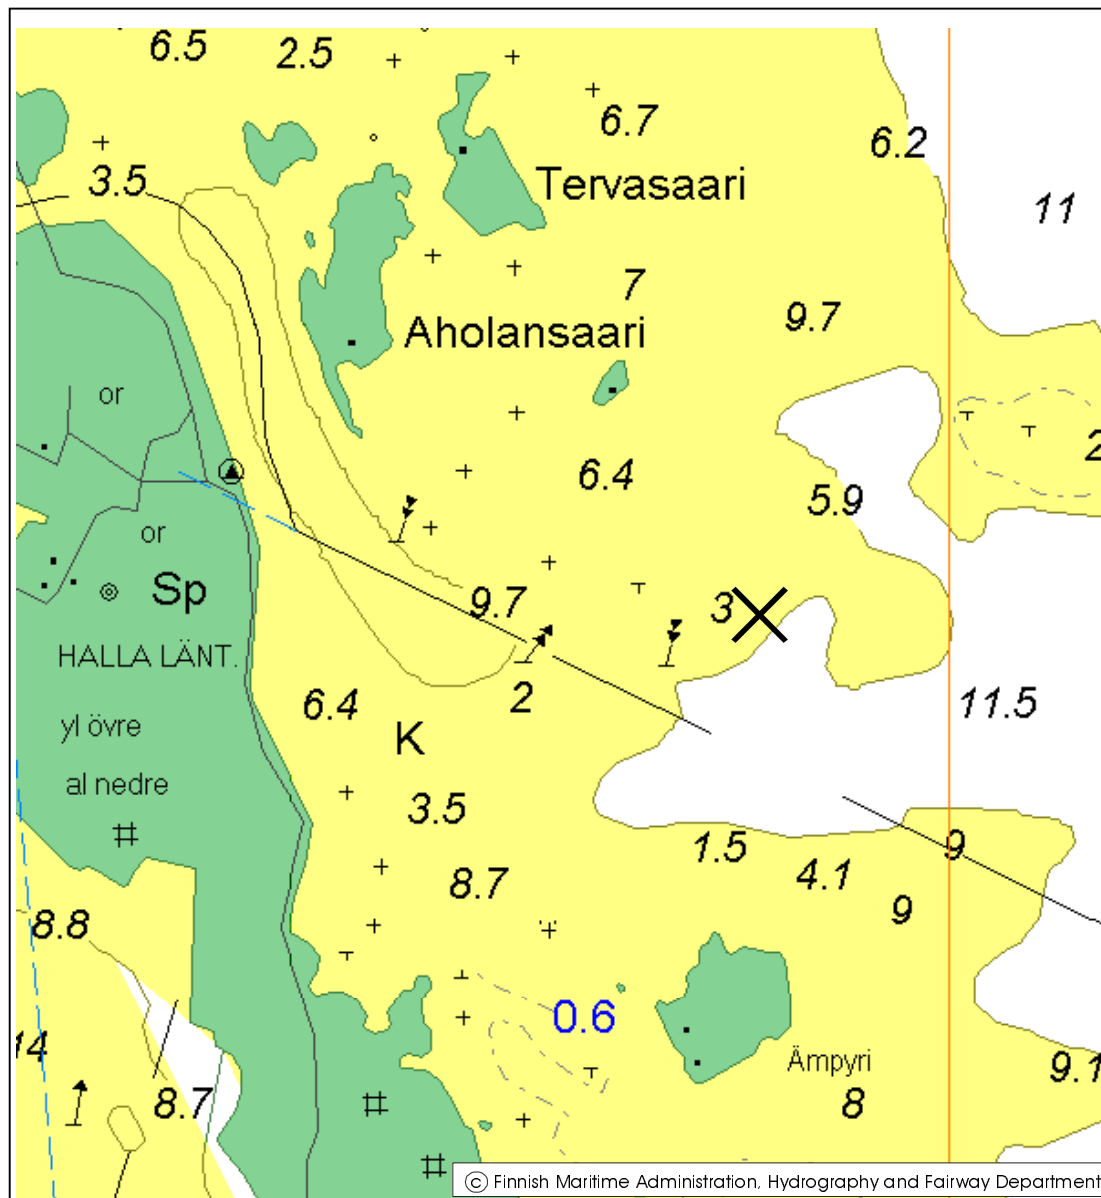 6.5
2.5
6.7
6.2
3.5
Tervasaari
11
7
9.7
Aholansaari
or
2
6.4
5.9
or
Sp
9.7
3
HALLA LÄNT.
6.4
2
11.5
yl övre
K
al nedre
3.5
1.5
9
4.1
8.7
9
8.8
0.6
14
Ämpyri
9.1
8.7
8
© Finnish Maritime Administration, Hydrography and Fairway Department